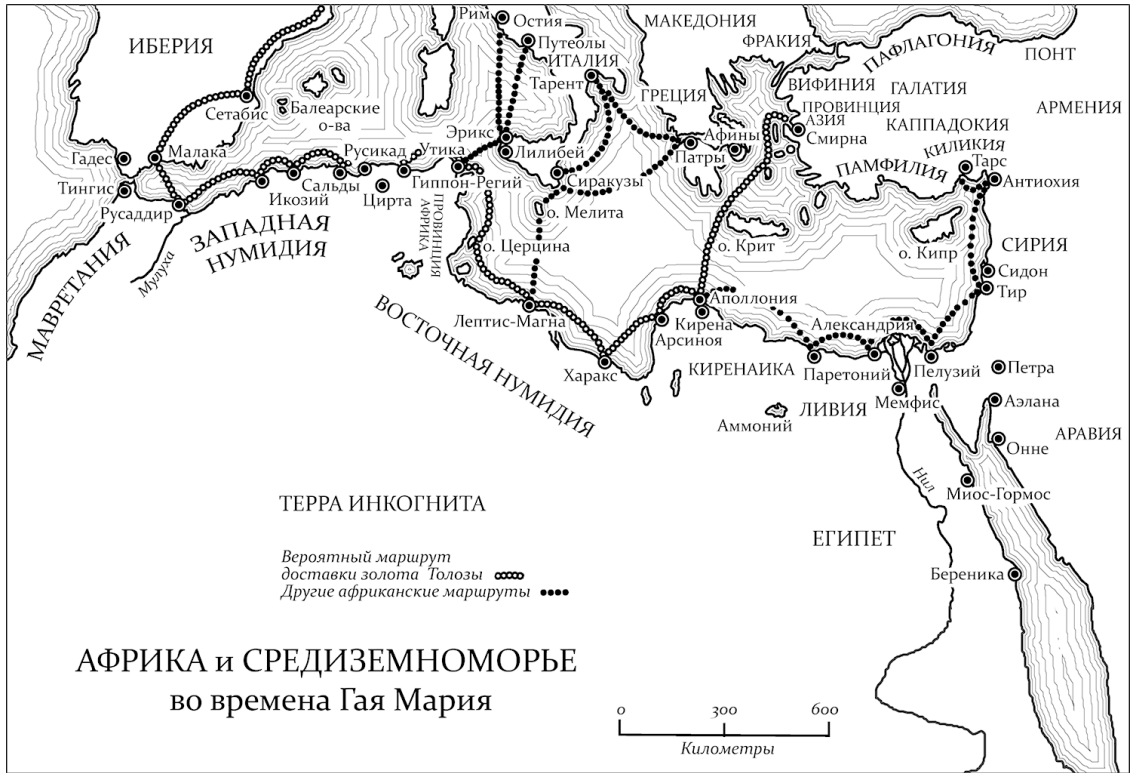 Рим
Остия
МАКЕДОНИЯ
ИБЕРИЯ
Путеолы
ИТАЛИЯ
ФРАКИЯ
ПАФЛАГОНИЯ
ПОНТ
Тарент
ГРЕЦИЯ
ВИФИНИЯ
ГАЛАТИЯ
Сетабис
Балеарские
о-ва
ПРОВИНЦИЯ
АЗИЯ
АРМЕНИЯ
Эрикс
Афины
Смирна
КАППАДОКИЯ
Гадес
Малака
Русикад
Утика
Лилибей
Патры
КИЛИКИЯ
Тарс
ПАМФИЛИЯ
Тингис
Сальды
Гиппон-Регий
Сиракузы
Антиохия
Русаддир
Икозий
Цирта
о. Мелита
ПРОВИНЦИЯ
АФРИКА
ЗАПАДНАЯ
НУМИДИЯ
о. Церцина
о. Крит
о. Кипр
СИРИЯ
МАВРЕТАНИЯ
Мулуха
Сидон
Тир
ВОСТОЧНАЯ НУМИДИЯ
Лептис-Магна
Аполлония
Кирена
Арсиноя
Александрия
Харакс
КИРЕНАИКА
Паретоний
Пелузий
Петра
Мемфис
Аэлана
Аммоний
ЛИВИЯ
АРАВИЯ
Онне
Нил
Миос-Гормос
ТЕРРА ИНКОГНИТА
ЕГИПЕТ
Вероятный маршрут
доставки золота Толозы
Другие африканские маршруты
Береника
АФРИКА и СРЕДИЗЕМНОМОРЬЕ
во времена Гая Мария
0 300 600
Километры